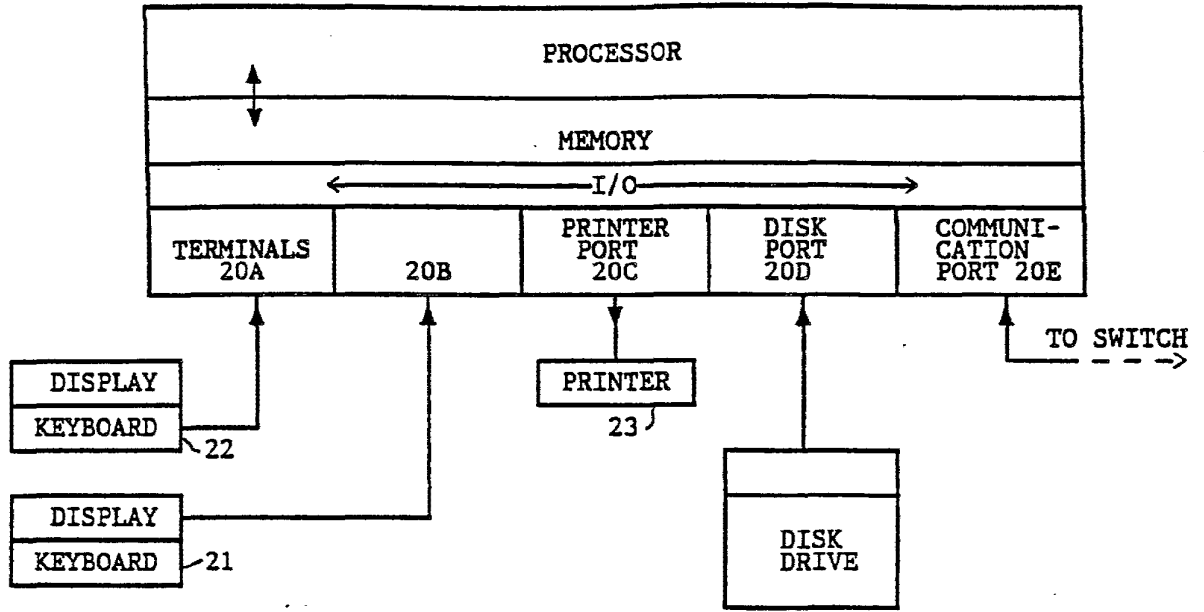 PROCESSOR
MEMORY
I/O
TERMINALS
20A
20B
PRINTER
PORT
20C
DISK
PORT
20D
COMMUNI-
CATION
PORT 20E
TO SWITCH
DISPLAY
KEYBOARD
22
PRINTER
23
DISPLAY
KEYBOARD
21
DISK
DRIVE